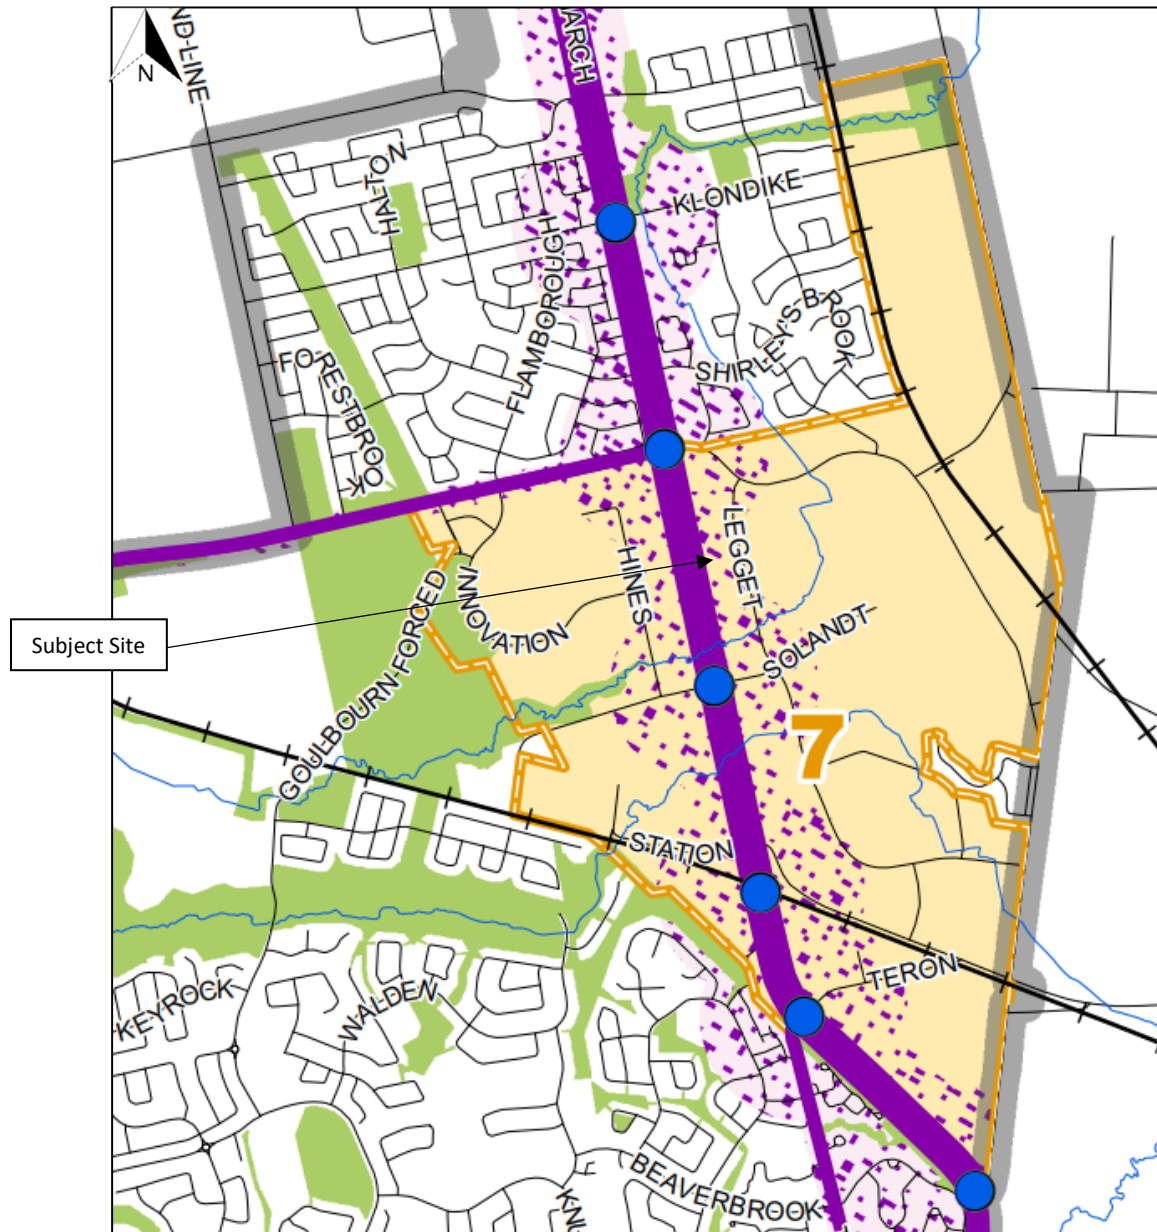 ARCH
ND-LINE
N
HALTON
KLONDIKE
FLAMBOROUGH
SHIRLEY'S BROOK
FORESTBROOK
LEGGET
HINES
INNOVATION
GOULBOURN-FORCED
Subject Site
SOLANDT
7
STATION
TERON
KEYROCK
WALDEN
BEAVERBROOK
KNU